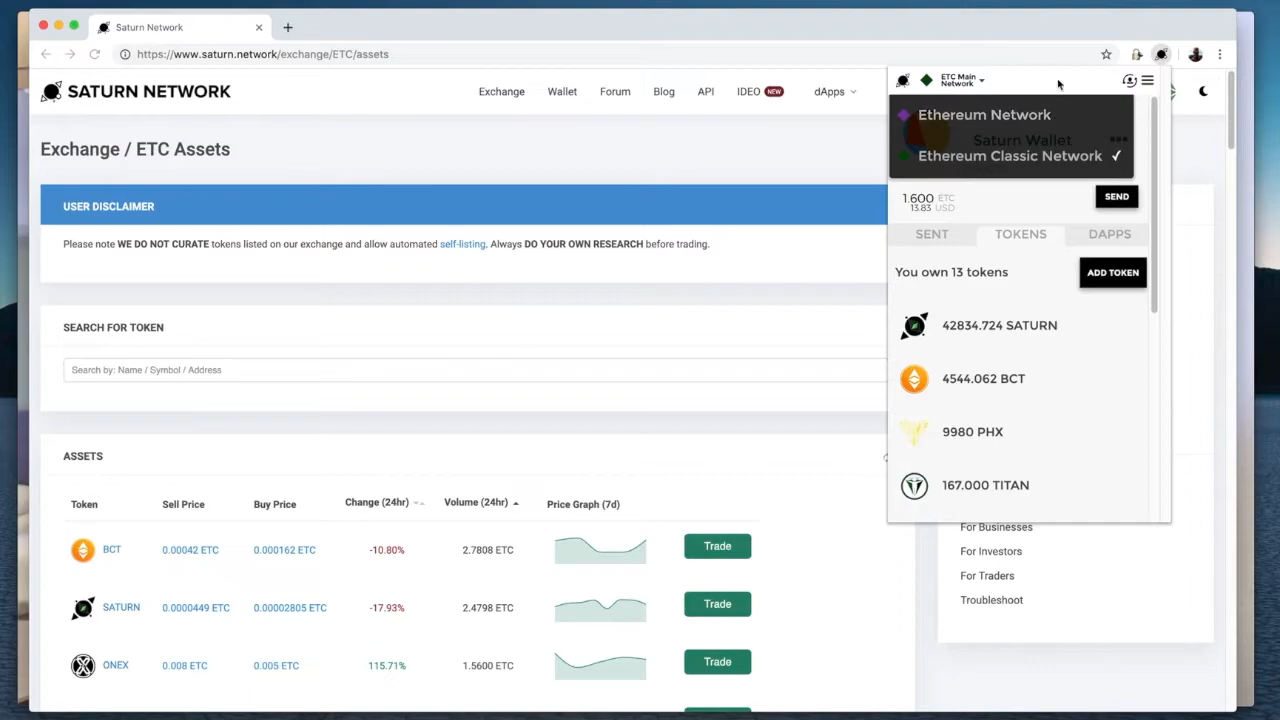 Saturn Network
https://www.saturn.network/exchange/ETC/assets
SATURN NETWORK
Exchange Wallet Forum Blog API IDEO NEW dApps
Exchange / ETC Assets
USER DISCLAIMER
Please note WE DO NOT CURATE tokens listed on our exchange and allow automated self-listing. Always DO YOUR OWN RESEARCH before trading.
SEARCH FOR TOKEN
Search by: Name / Symbol / Address
ASSETS
Token Sell Price Buy Price Change (24hr) Volume (24hr) Price Graph (7d)
BCT 0.00042 ETC 0.000162 ETC -10.80% 2.7808 ETC Trade
SATURN 0.0000449 ETC 0.00002805 ETC -17.93% 2.4798 ETC Trade
ONEX 0.008 ETC 0.005 ETC 115.71% 1.5600 ETC Trade
ETC Main
Network
Ethereum Network
Saturn Wallet
Ethereum Classic Network
1.600 ETC
13.83 USD
SEND
SENT TOKENS DAPPS
You own 13 tokens
ADD TOKEN
42834.724 SATURN
4544.062 BCT
9980 PHX
167.000 TITAN
For Businesses
For Investors
For Traders
Troubleshoot